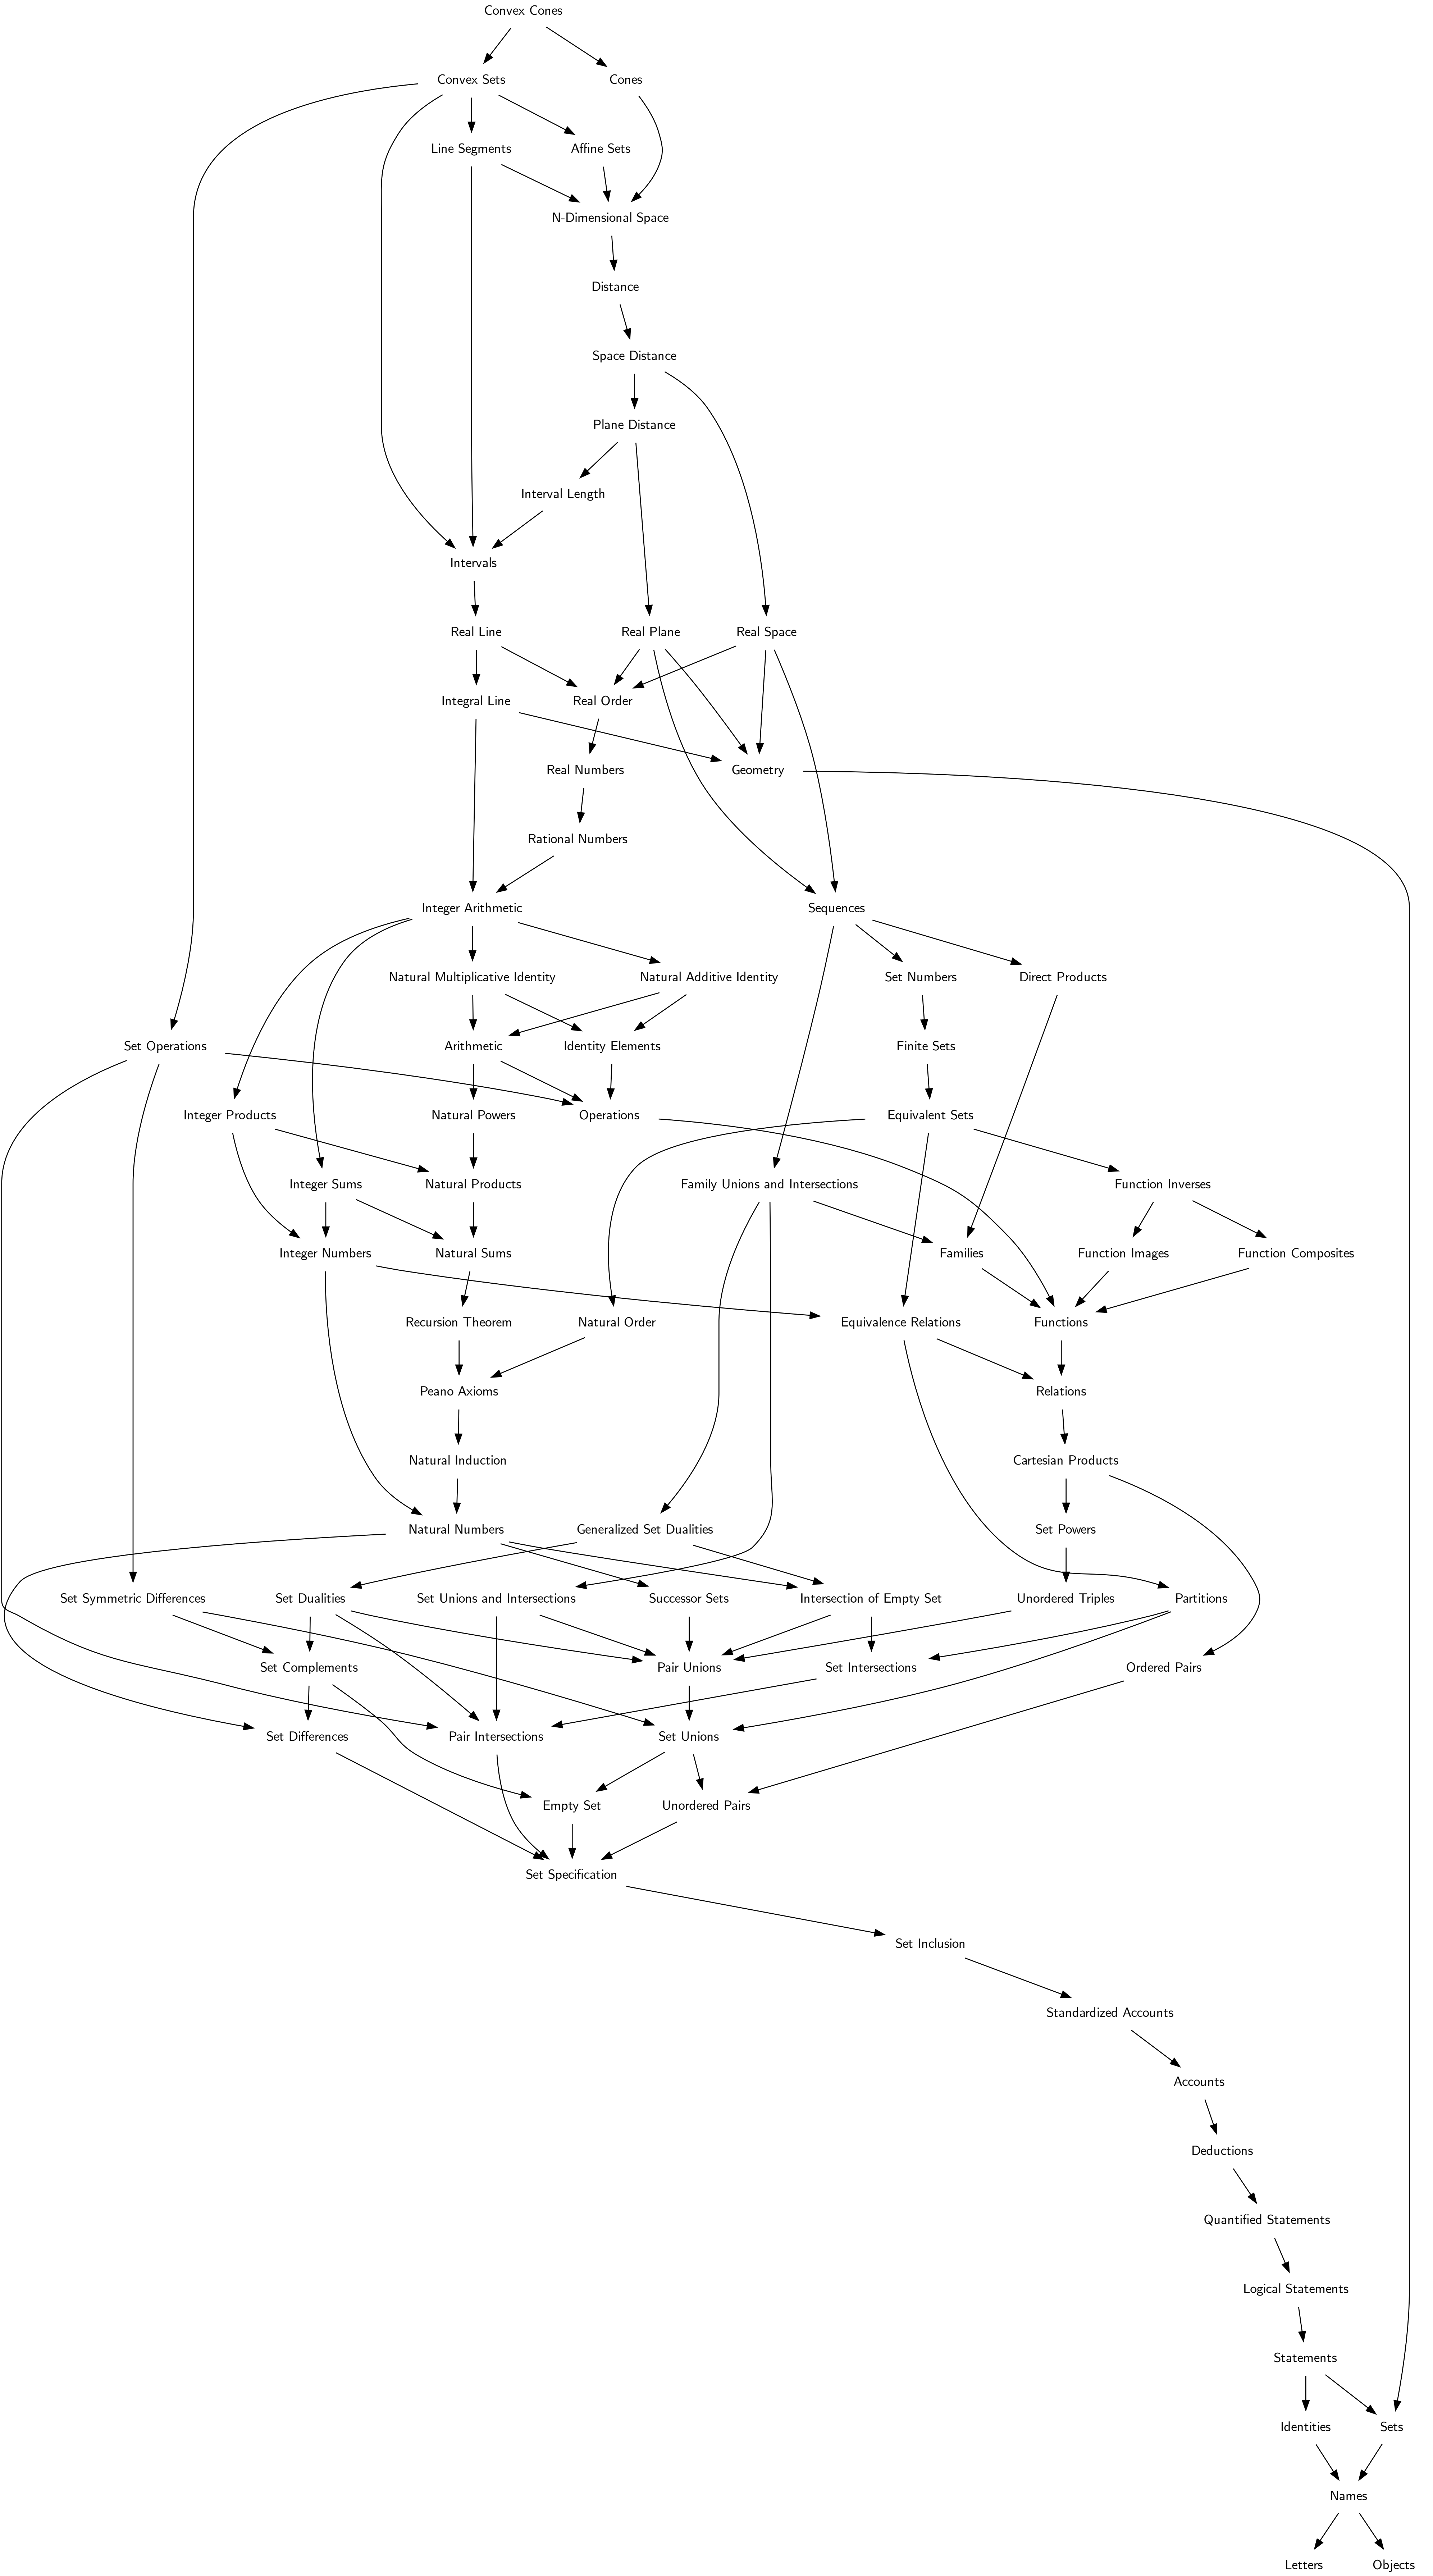 Convex Cones
Convex Sets
Cones
Line Segments
Affine Sets
N-Dimensional Space
Distance
Space Distance
Plane Distance
Interval Length
Intervals
Real Line
Real Plane
Real Space
Integral Line
Real Order
Real Numbers
Geometry
Rational Numbers
Integer Arithmetic
Sequences
Natural Multiplicative Identity
Natural Additive Identity
Set Numbers
Direct Products
Set Operations
Arithmetic
Identity Elements
Finite Sets
Integer Products
Natural Powers
Operations
Equivalent Sets
Integer Sums
Natural Products
Family Unions and Intersections
Function Inverses
Integer Numbers
Natural Sums
Families
Function Images
Function Composites
Recursion Theorem
Natural Order
Equivalence Relations
Functions
Peano Axioms
Relations
Natural Induction
Cartesian Products
Natural Numbers
Generalized Set Dualities
Set Powers
Set Symmetric Differences
Set Dualities
Set Unions and Intersections
Successor Sets
Intersection of Empty Set
Unordered Triples
Partitions
Set Complements
Pair Unions
Set Intersections
Ordered Pairs
Set Differences
Pair Intersections
Set Unions
Empty Set
Unordered Pairs
Set Specification
Set Inclusion
Standardized Accounts
Accounts
Deductions
Quantified Statements
Logical Statements
Statements
Identities
Sets
Names
Letters
Objects